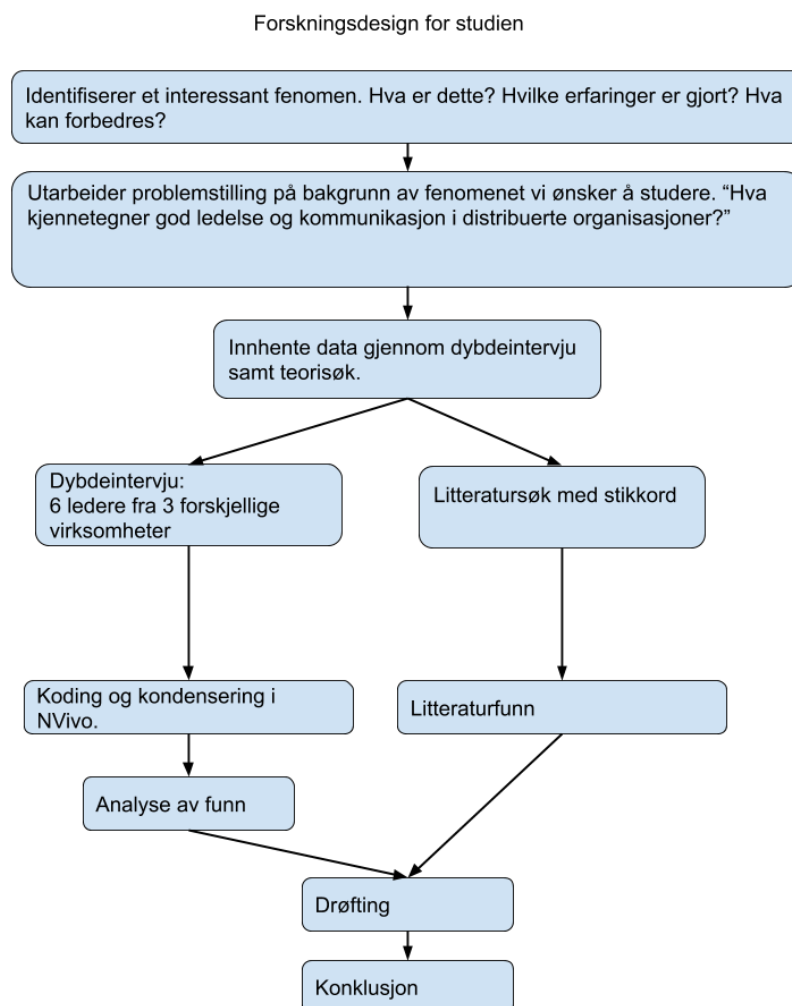 Forskningsdesign for studien
Identifiserer et interessant fenomen. Hva er dette? Hvilke erfaringer er gjort? Hva
kan forbedres?
Utarbeider problemstilling på bakgrunn av fenomenet vi ønsker å studere. “Hva
kjennetegner god ledelse og kommunikasjon i distribuerte organisasjoner?”
Innhente data gjennom dybdeintervju
samt teorisøk.
Dybdeintervju:
6 ledere fra 3 forskjellige
virksomheter
Litteratursøk med stikkord
Koding og kondensering i
NVivo.
Litteraturfunn
Analyse av funn
Drøfting
Konklusjon